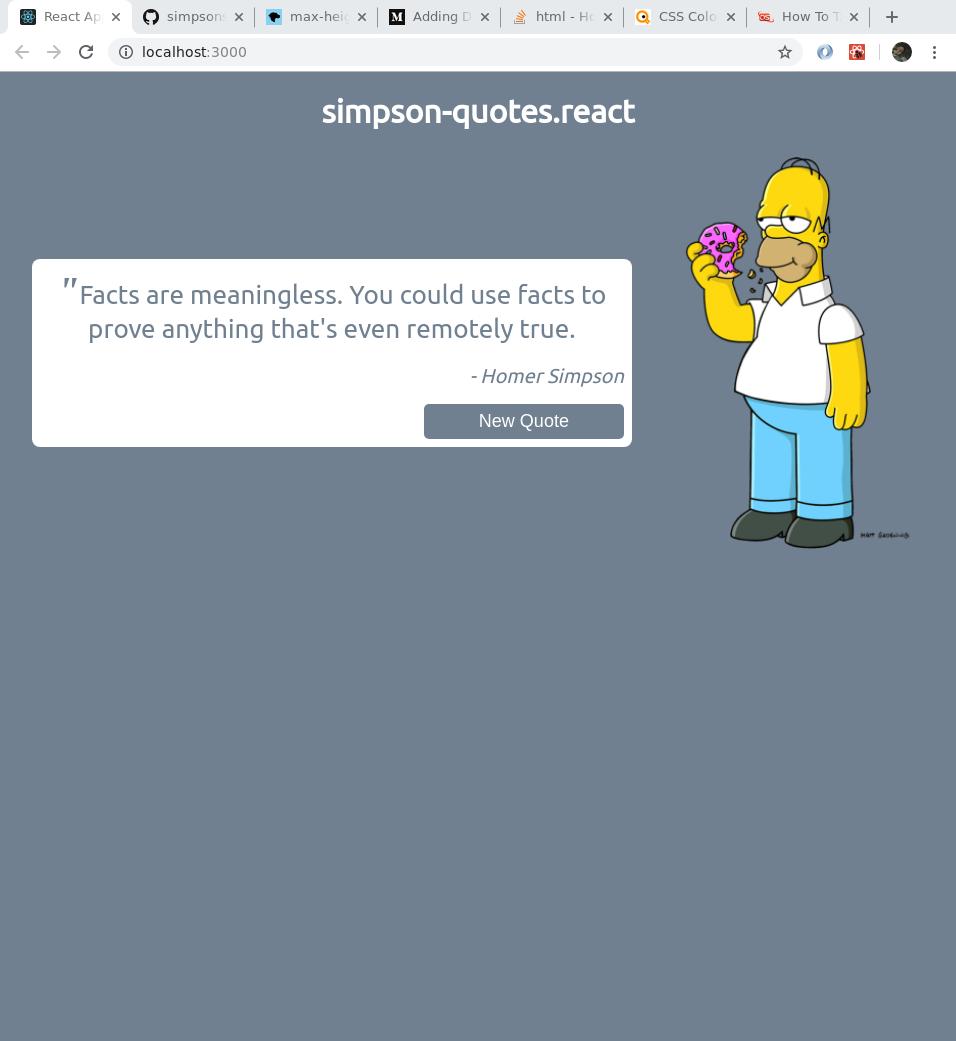 React Ap
simpsons
max-heig
Adding D
html - Ho
CSS Colo
How To T
localhost:3000
simpson-quotes.react
"Facts are meaningless. You could use facts to
prove anything that's even remotely true.
- Homer Simpson
New Quote
MATT GROENING